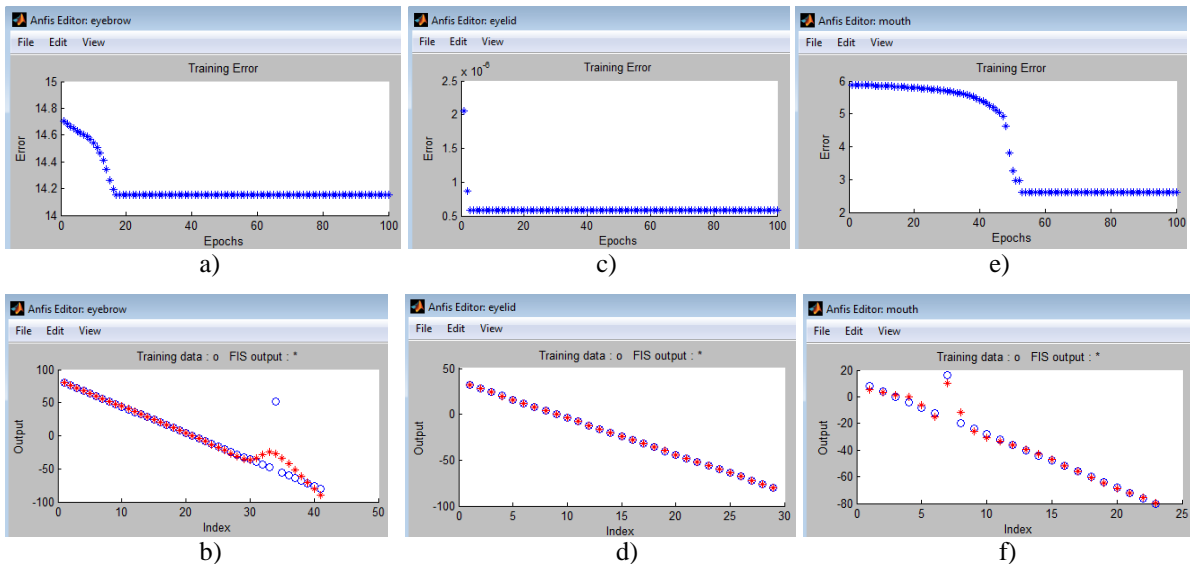 Anfis Editor: eyebrow
File Edit View
Training Error
15
14.8
14.6
14.4
14.2
14
Error
0 20 40 60 80 100
Epochs
a)
Anfis Editor: eyelid
File Edit View
x 10^-6
Training Error
2.5
2
1.5
1
0.5
Error
0 20 40 60 80 100
Epochs
c)
Anfis Editor: mouth
File Edit View
Training Error
6
5
4
3
2
Error
0 20 40 60 80 100
Epochs
e)
Anfis Editor: eyebrow
File Edit View
Training data : o FIS output : *
100
50
0
-50
-100
Output
0 10 20 30 40 50
Index
b)
Anfis Editor: eyelid
File Edit View
Training data : o FIS output : *
50
0
-50
-100
Output
0 5 10 15 20 25 30
Index
d)
Anfis Editor: mouth
File Edit View
Training data : o FIS output : *
20
0
-20
-40
-60
-80
Output
0 5 10 15 20 25
Index
f)